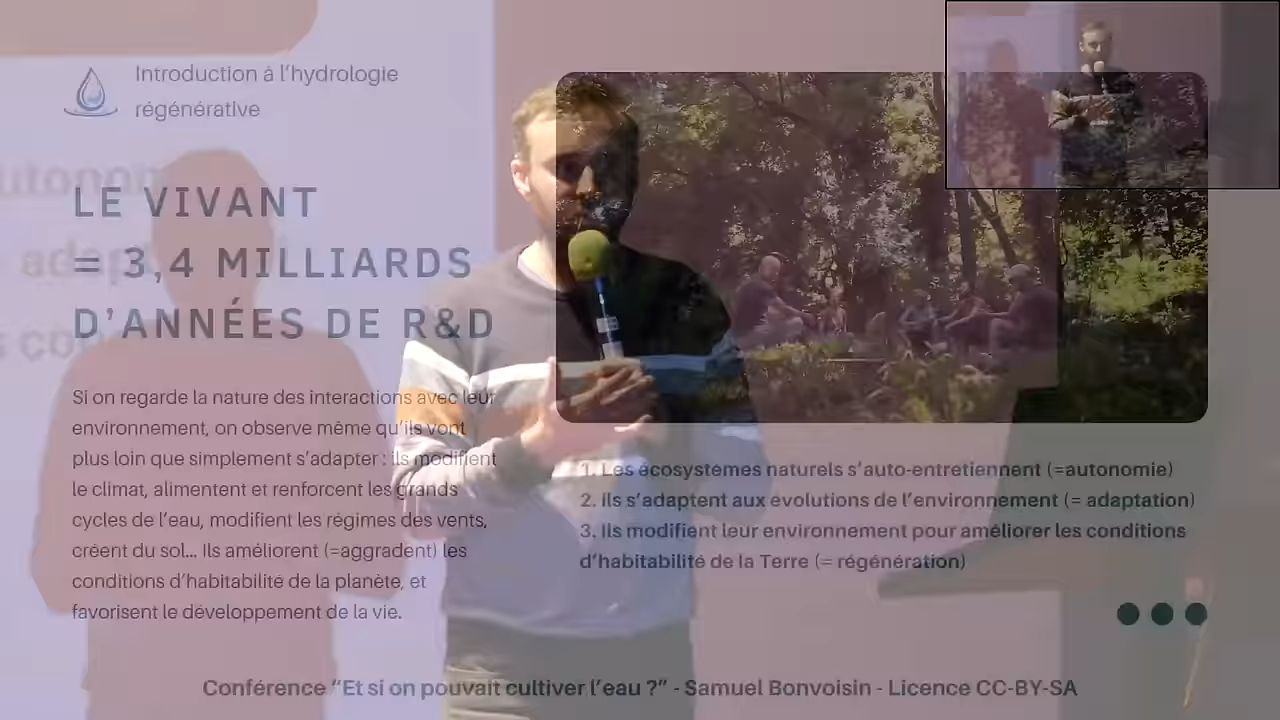 Introduction à l'hydrologie
régénérative
LE VIVANT
= 3,4 MILLIARDS
D'ANNÉES DE R&D
Si on regarde la nature des interactions avec leur
environnement, on observe même qu'ils vont
plus loin que simplement s'adapter : ils modifient
le climat, alimentent et renforcent les grands
cycles de l'eau, modifient les régimes des vents,
créent du sol... Ils améliorent (=aggradent) les
conditions d'habitabilité de la planète, et
favorisent le développement de la vie.
1. Les écosystèmes naturels s'auto-entretiennent (=autonomie)
2. Ils s'adaptent aux évolutions de l'environnement (= adaptation)
3. Ils modifient leur environnement pour améliorer les conditions
d'habitabilité de la Terre (= régénération)
Conférence “Et si on pouvait cultiver l'eau ?” - Samuel Bonvoisin - Licence CC-BY-SA